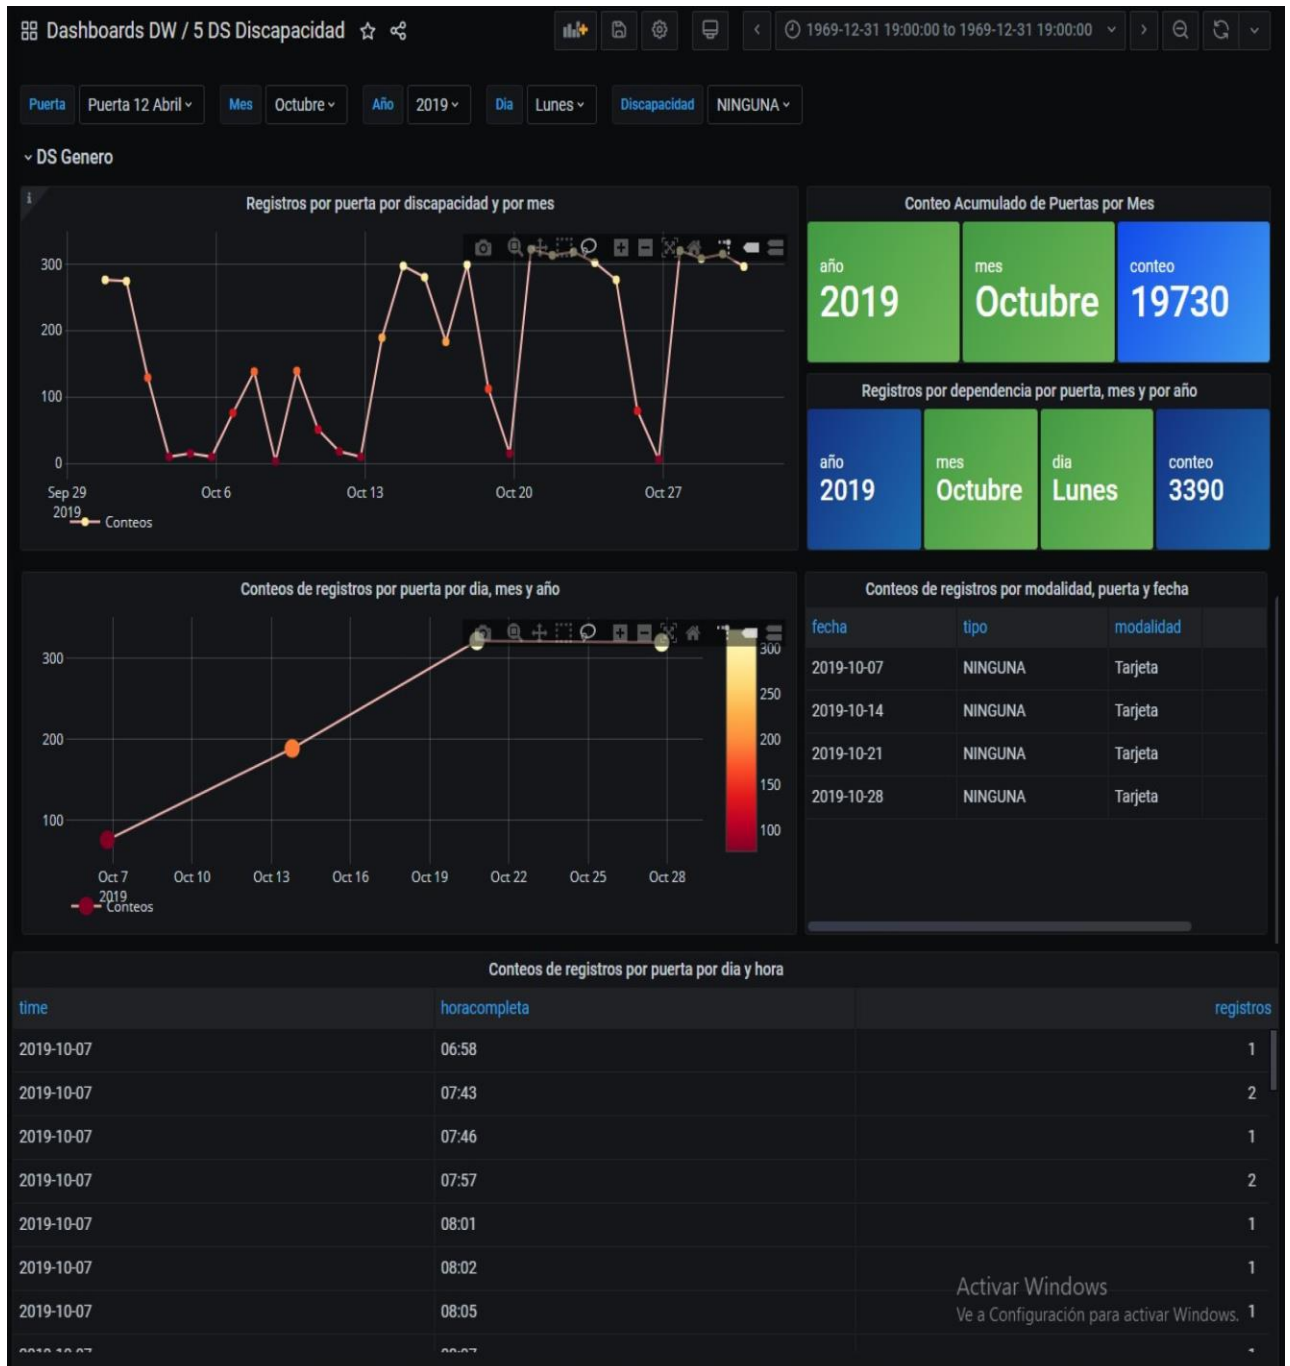 Dashboards DW / 5 DS Discapacidad
1969-12-31 19:00:00 to 1969-12-31 19:00:00
Puerta Puerta 12 Abril Mes Octubre Año 2019 Dia Lunes Discapacidad NINGUNA
DS Genero
i
Registros por puerta por discapacidad y por mes
300
200
100
0
Sep 29 Oct 6 Oct 13 Oct 20 Oct 27
2019
Conteos
Conteo Acumulado de Puertas por Mes
año mes conteo
2019 Octubre 19730
Registros por dependencia por puerta, mes y por año
año mes dia conteo
2019 Octubre Lunes 3390
Conteos de registros por puerta por dia, mes y año
300
200
100
Oct 7 Oct 10 Oct 13 Oct 16 Oct 19 Oct 22 Oct 25 Oct 28
2019
Conteos
300
250
200
150
100
Conteos de registros por modalidad, puerta y fecha
fecha tipo modalidad
2019-10-07 NINGUNA Tarjeta
2019-10-14 NINGUNA Tarjeta
2019-10-21 NINGUNA Tarjeta
2019-10-28 NINGUNA Tarjeta
Conteos de registros por puerta por dia y hora
time horacompleta registros
2019-10-07 06:58 1
2019-10-07 07:43 2
2019-10-07 07:46 1
2019-10-07 07:57 2
2019-10-07 08:01 1
2019-10-07 08:02 1
2019-10-07 08:05 1
Activar Windows
Ve a Configuración para activar Windows.